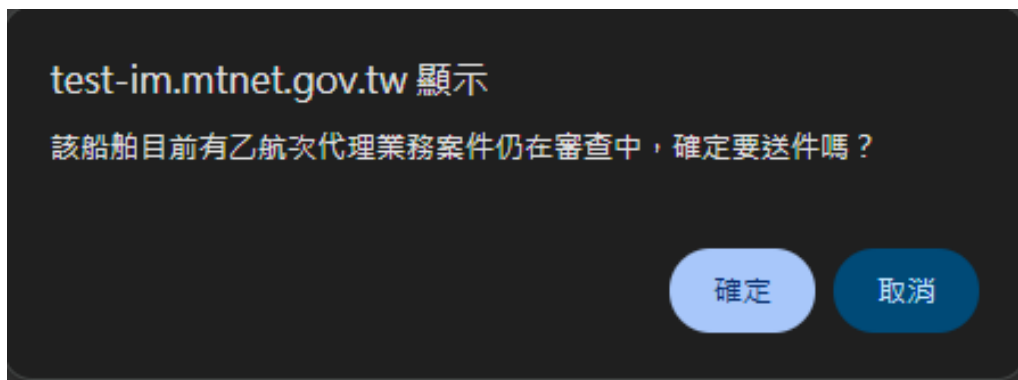 test-im.mtnet.gov.tw 顯示
該船舶目前有乙航次代理業務案件仍在審查中，確定要送件嗎？
確定
取消